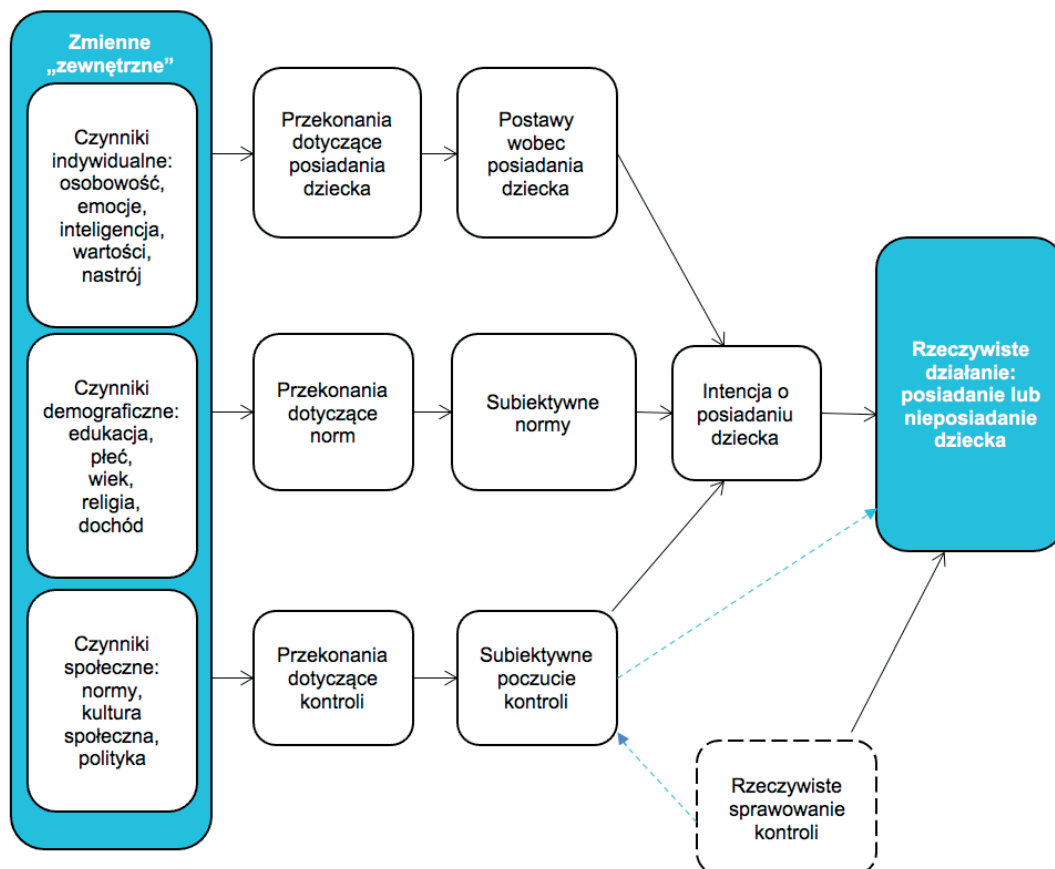 Zmienne
„zewnętrzne”
Czynniki
indywidualne:
osobowość,
emocje,
inteligencja,
wartości,
nastrój
Czynniki
demograficzne:
edukacja,
płeć,
wiek,
religia,
dochód
Czynniki
społeczne:
normy,
kultura
społeczna,
polityka
Przekonania
dotyczące
posiadania
dziecka
Postawy
wobec
posiadania
dziecka
Przekonania
dotyczące
norm
Subiektywne
normy
Przekonania
dotyczące
kontroli
Subiektywne
poczucie
kontroli
Intencja o
posiadaniu
dziecka
Rzeczywiste
działanie:
posiadanie lub
nieposiadanie
dziecka
Rzeczywiste
sprawowanie
kontroli